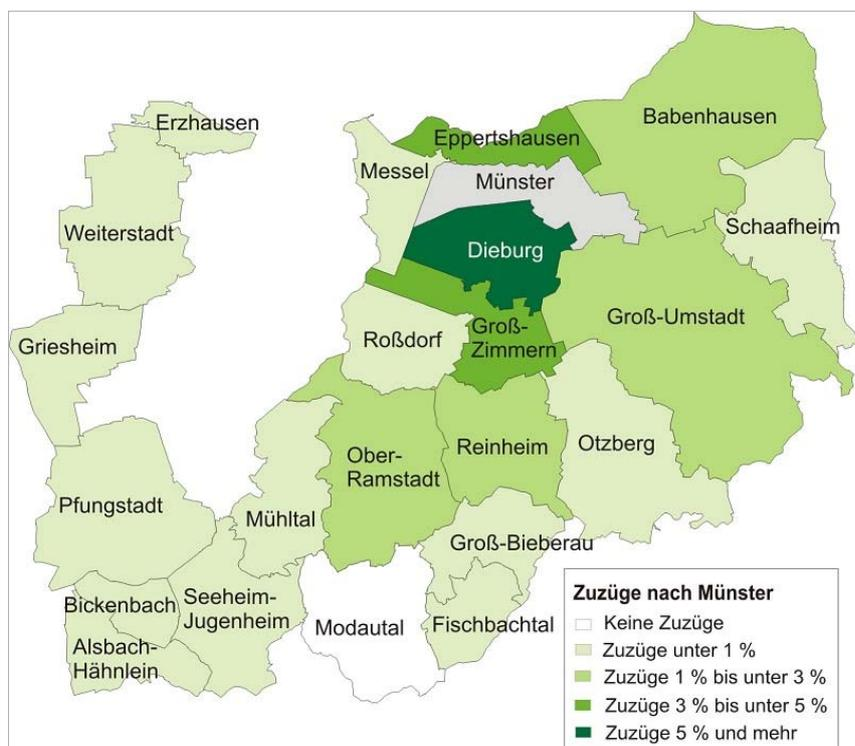 Erzhausen
Babenhausen
Eppertshausen
Messel
Münster
Weiterstadt
Schaafheim
Dieburg
Groß-Umstadt
Griesheim
Roßdorf
Groß-
Zimmern
Ober-
Ramstadt
Reinheim
Otzberg
Pfungstadt
Mühltal
Groß-Bieberau
Bickenbach
Seeheim-
Jugenheim
Modautal
Fischbachtal
Alsbach-
Hähnlein
Zuzüge nach Münster
Keine Zuzüge
Zuzüge unter 1 %
Zuzüge 1 % bis unter 3 %
Zuzüge 3 % bis unter 5 %
Zuzüge 5 % und mehr